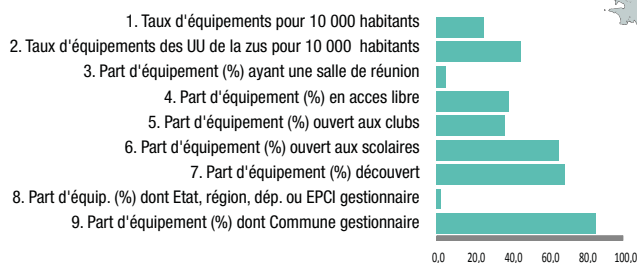 1. Taux d'équipements pour 10 000 habitants
2. Taux d'équipements des UU de la zus pour 10 000 habitants
3. Part d'équipement (%) ayant une salle de réunion
4. Part d'équipement (%) en acces libre
5. Part d'équipement (%) ouvert aux clubs
6. Part d'équipement (%) ouvert aux scolaires
7. Part d'équipement (%) découvert
8. Part d'équip. (%) dont Etat, région, dép. ou EPCI gestionnaire
9. Part d'équipement (%) dont Commune gestionnaire
0,0 20,0 40,0 60,0 80,0 100,0